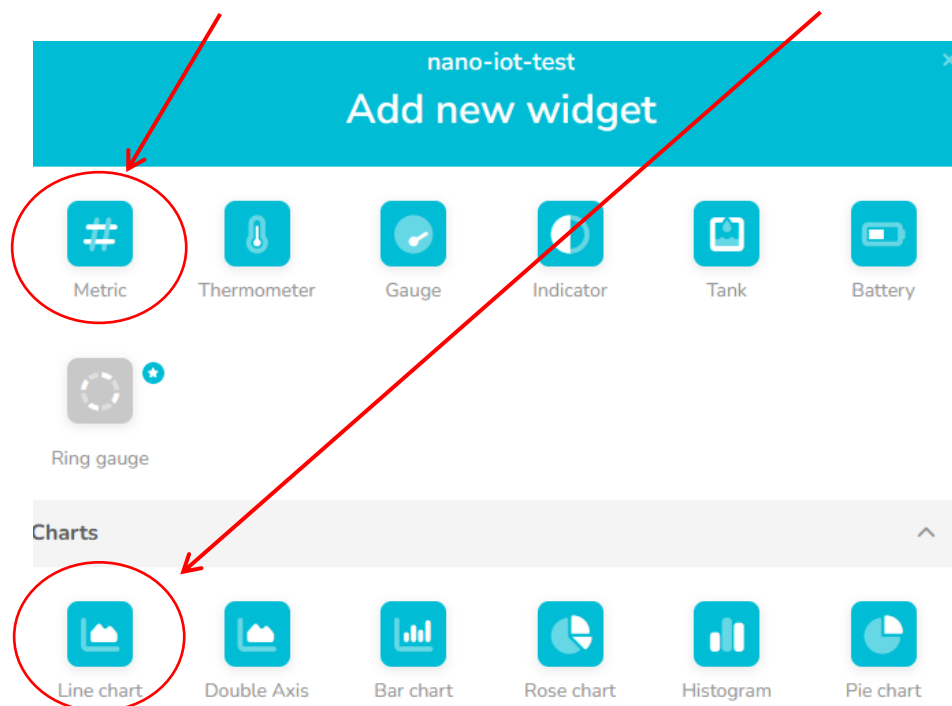 nano-iot-test
Add new widget
Metric Thermometer Gauge Indicator Tank Battery
Ring gauge
Charts
Line chart Double Axis Bar chart Rose chart Histogram Pie chart